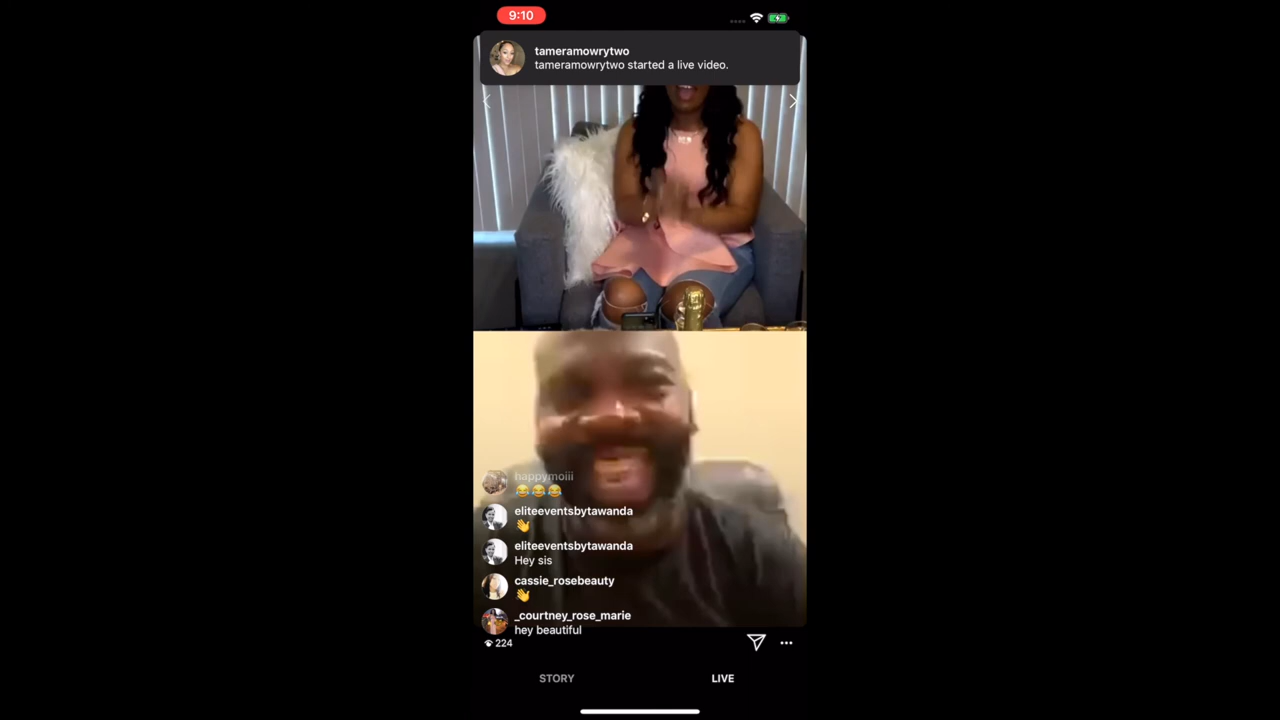 9:10
tameramowrytwo
tameramowrytwo started a live video.
happymoiii
😂😂😂
eliteeventsbytawanda
👋
eliteeventsbytawanda
Hey sis
cassie_rosebeauty
👋
_courtney_rose_marie
hey beautiful
224
STORY
LIVE